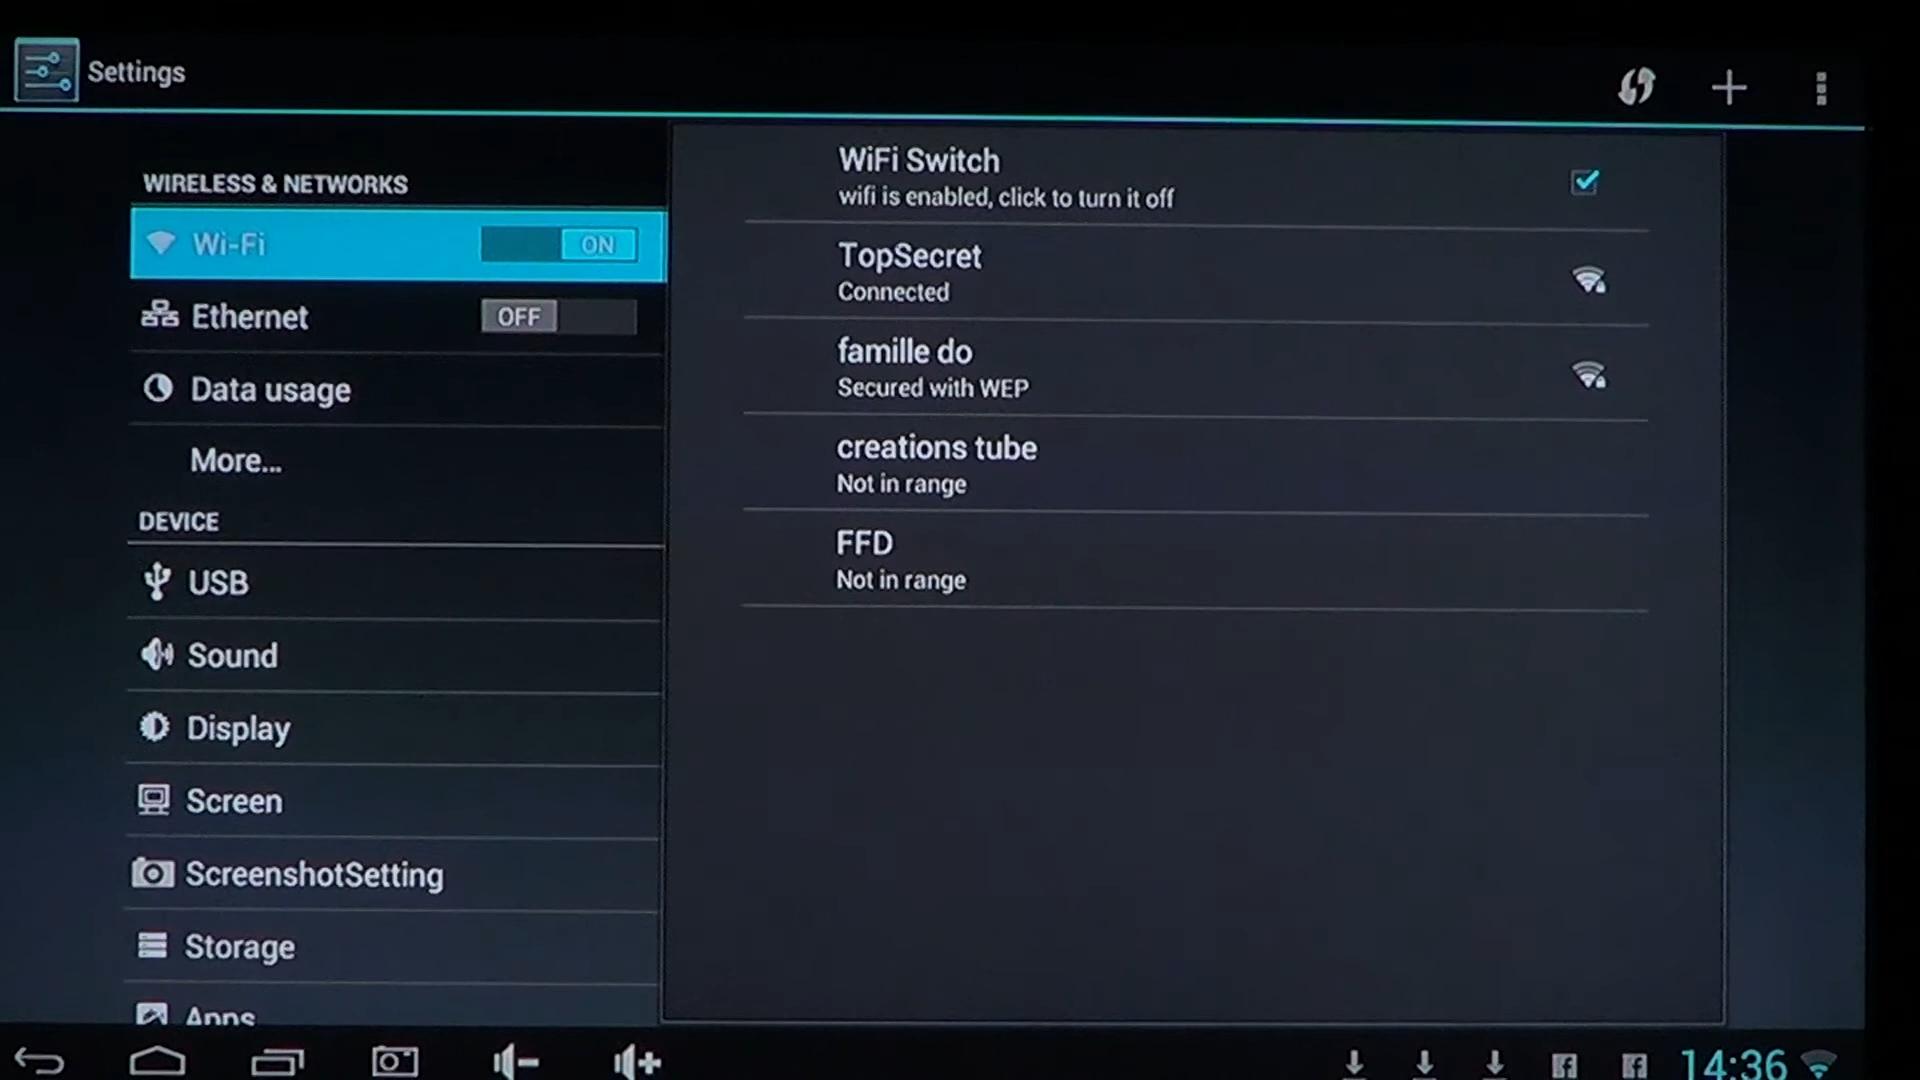 Settings
WIRELESS & NETWORKS
Wi-Fi
ON
Ethernet
OFF
Data usage
More...
DEVICE
USB
Sound
Display
Screen
ScreenshotSetting
Storage
Apps
WiFi Switch
wifi is enabled, click to turn it off
TopSecret
Connected
famille do
Secured with WEP
creations tube
Not in range
FFD
Not in range
14:36